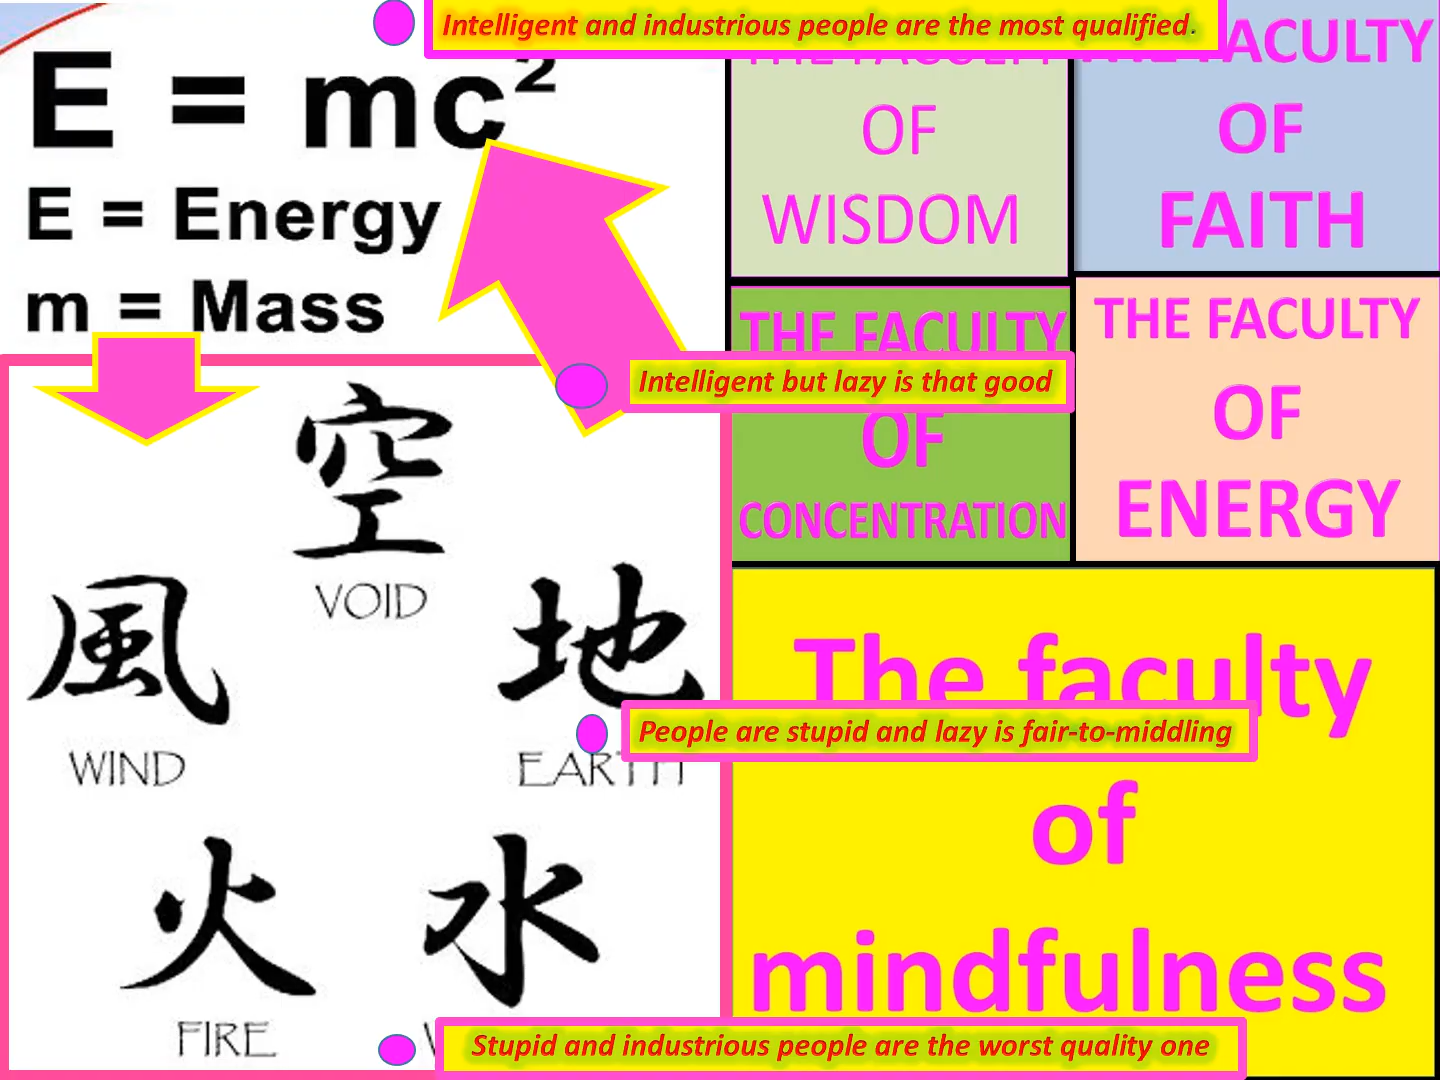 Intelligent and industrious people are the most qualified.
E = mc²
E = Energy
m = Mass
THE FACULTY
OF
WISDOM
FACULTY
OF
FAITH
THE FACULTY
OF
CONCENTRATION
THE FACULTY
OF
ENERGY
Intelligent but lazy is that good
空
VOID
風
WIND
地
EARTH
火
FIRE
水
The faculty
of
mindfulness
People are stupid and lazy is fair-to-middling
Stupid and industrious people are the worst quality one